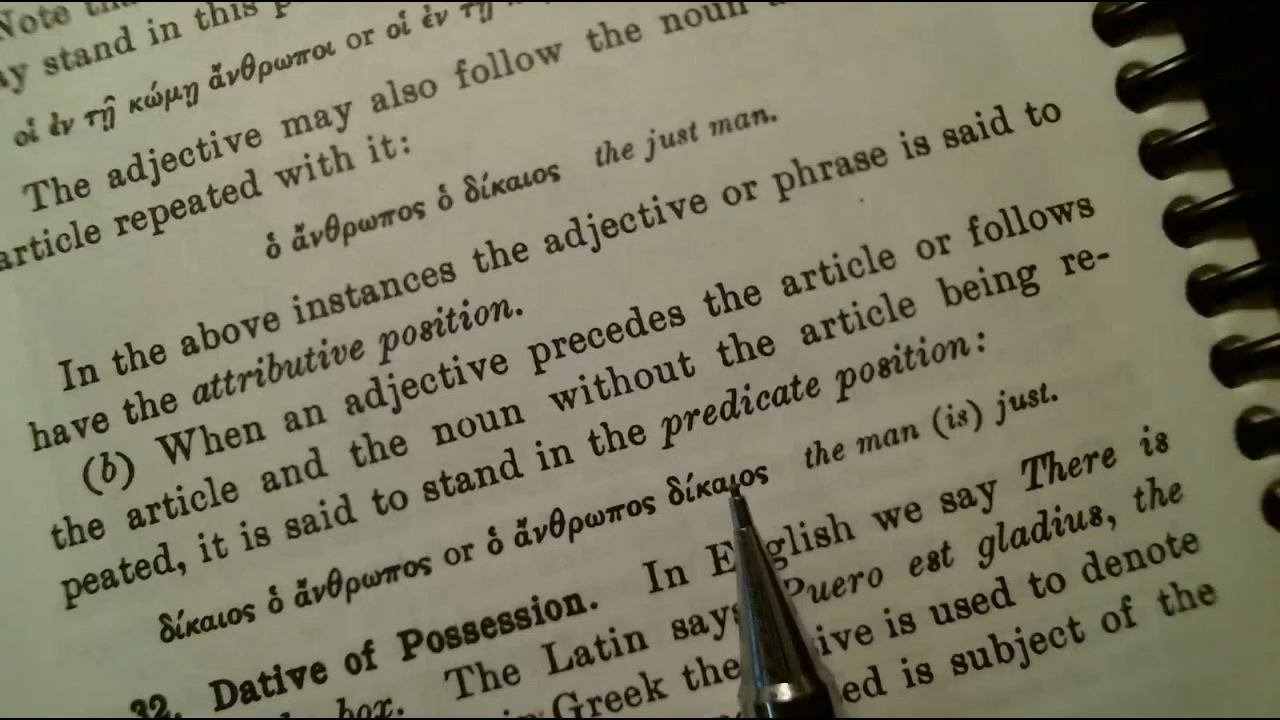 Note
ay stand in this
οἱ ἐν τῇ κώμῃ ἄνθρωποι or οἱ ἐν τῇ
The adjective may also follow the noun
article repeated with it:
ὁ ἄνθρωπος ὁ δίκαιος the just man.
In the above instances the adjective or phrase is said to
have the attributive position.
(b) When an adjective precedes the article or follows
the article and the noun without the article being re-
peated, it is said to stand in the predicate position:
δίκαιος ὁ ἄνθρωπος or ὁ ἄνθρωπος δίκαιος the man (is) just.
32. Dative of Possession. In English we say There is
box. The Latin says Puero est gladius, the
in Greek the ive is used to denote
ed is subject of the